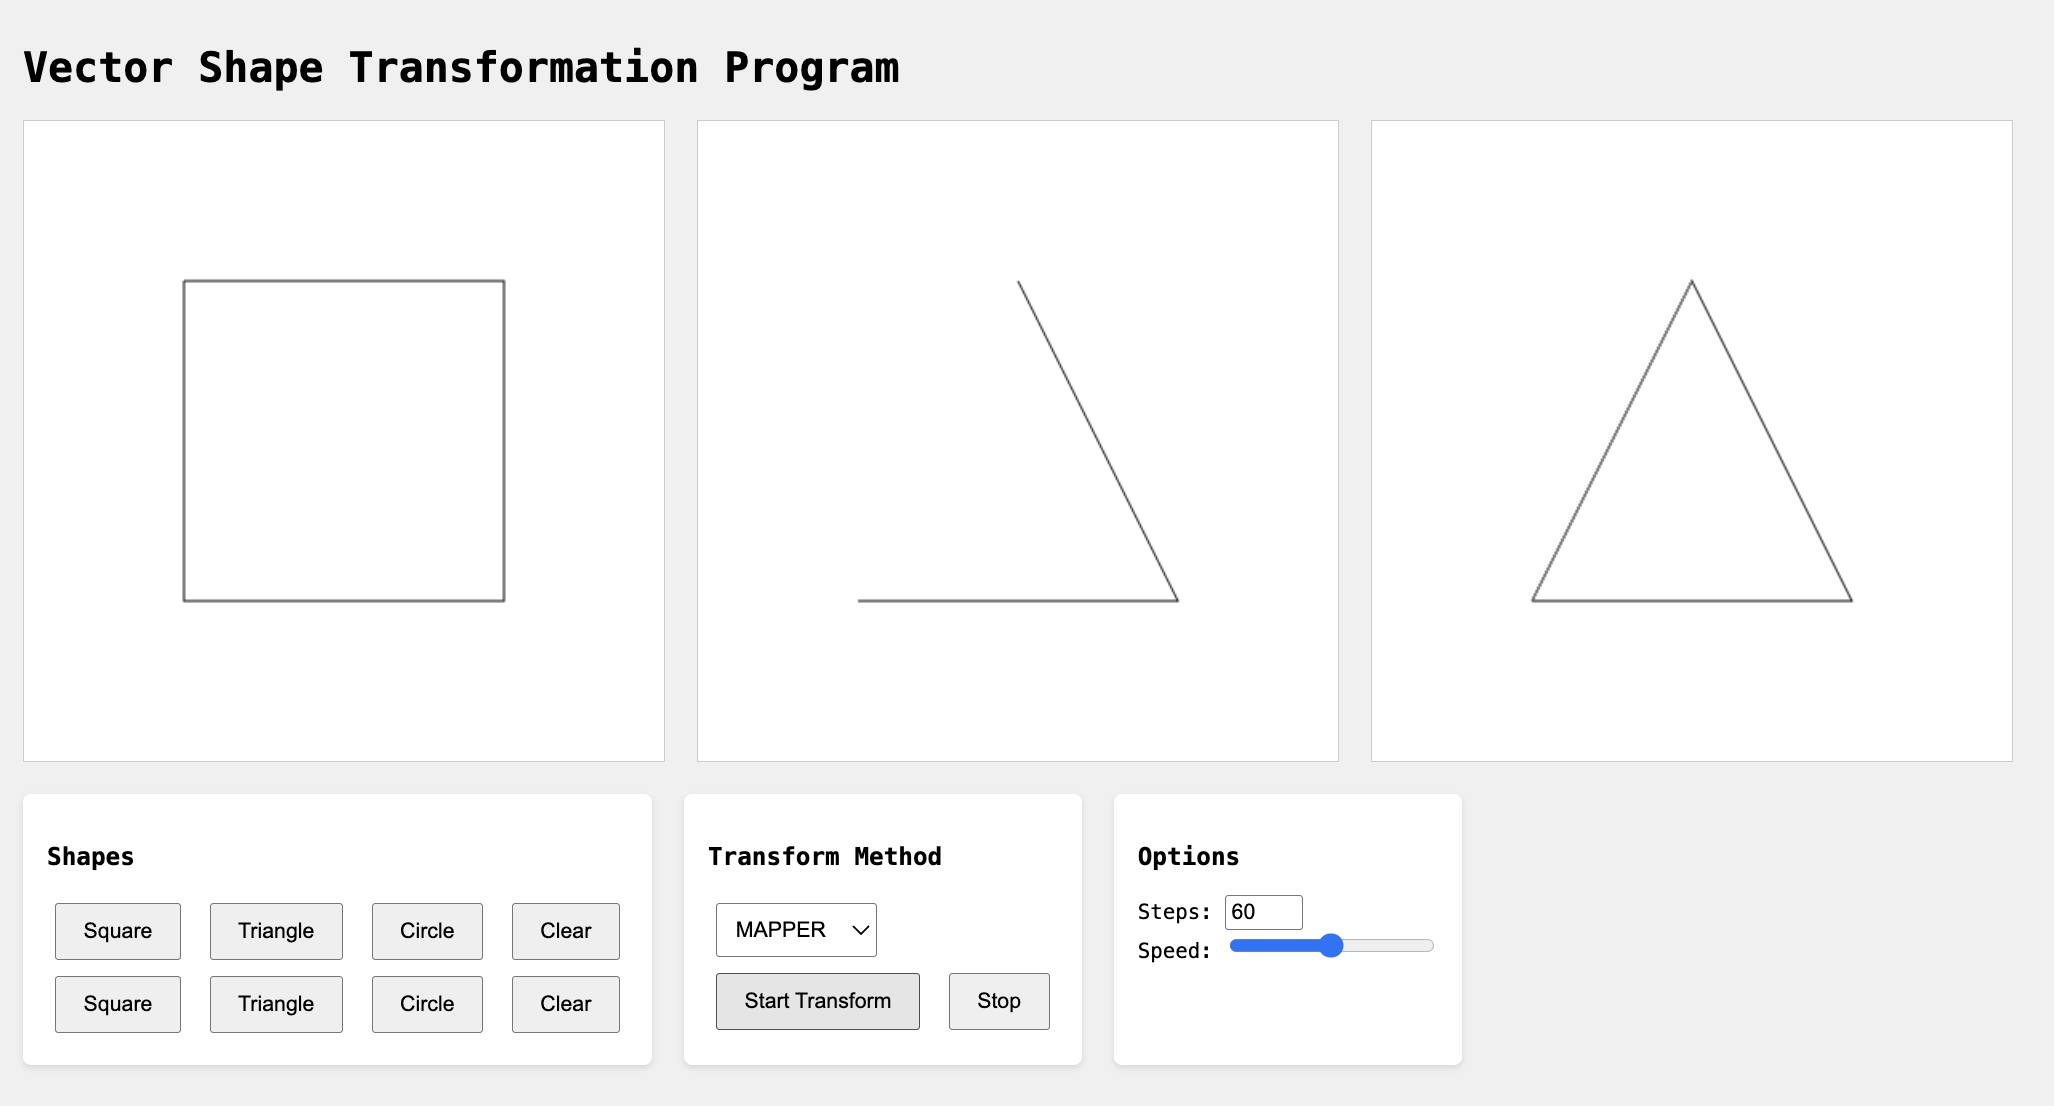 Vector Shape Transformation Program
Shapes
Square Triangle Circle Clear
Square Triangle Circle Clear
Transform Method
MAPPER
Start Transform Stop
Options
Steps: 60
Speed: